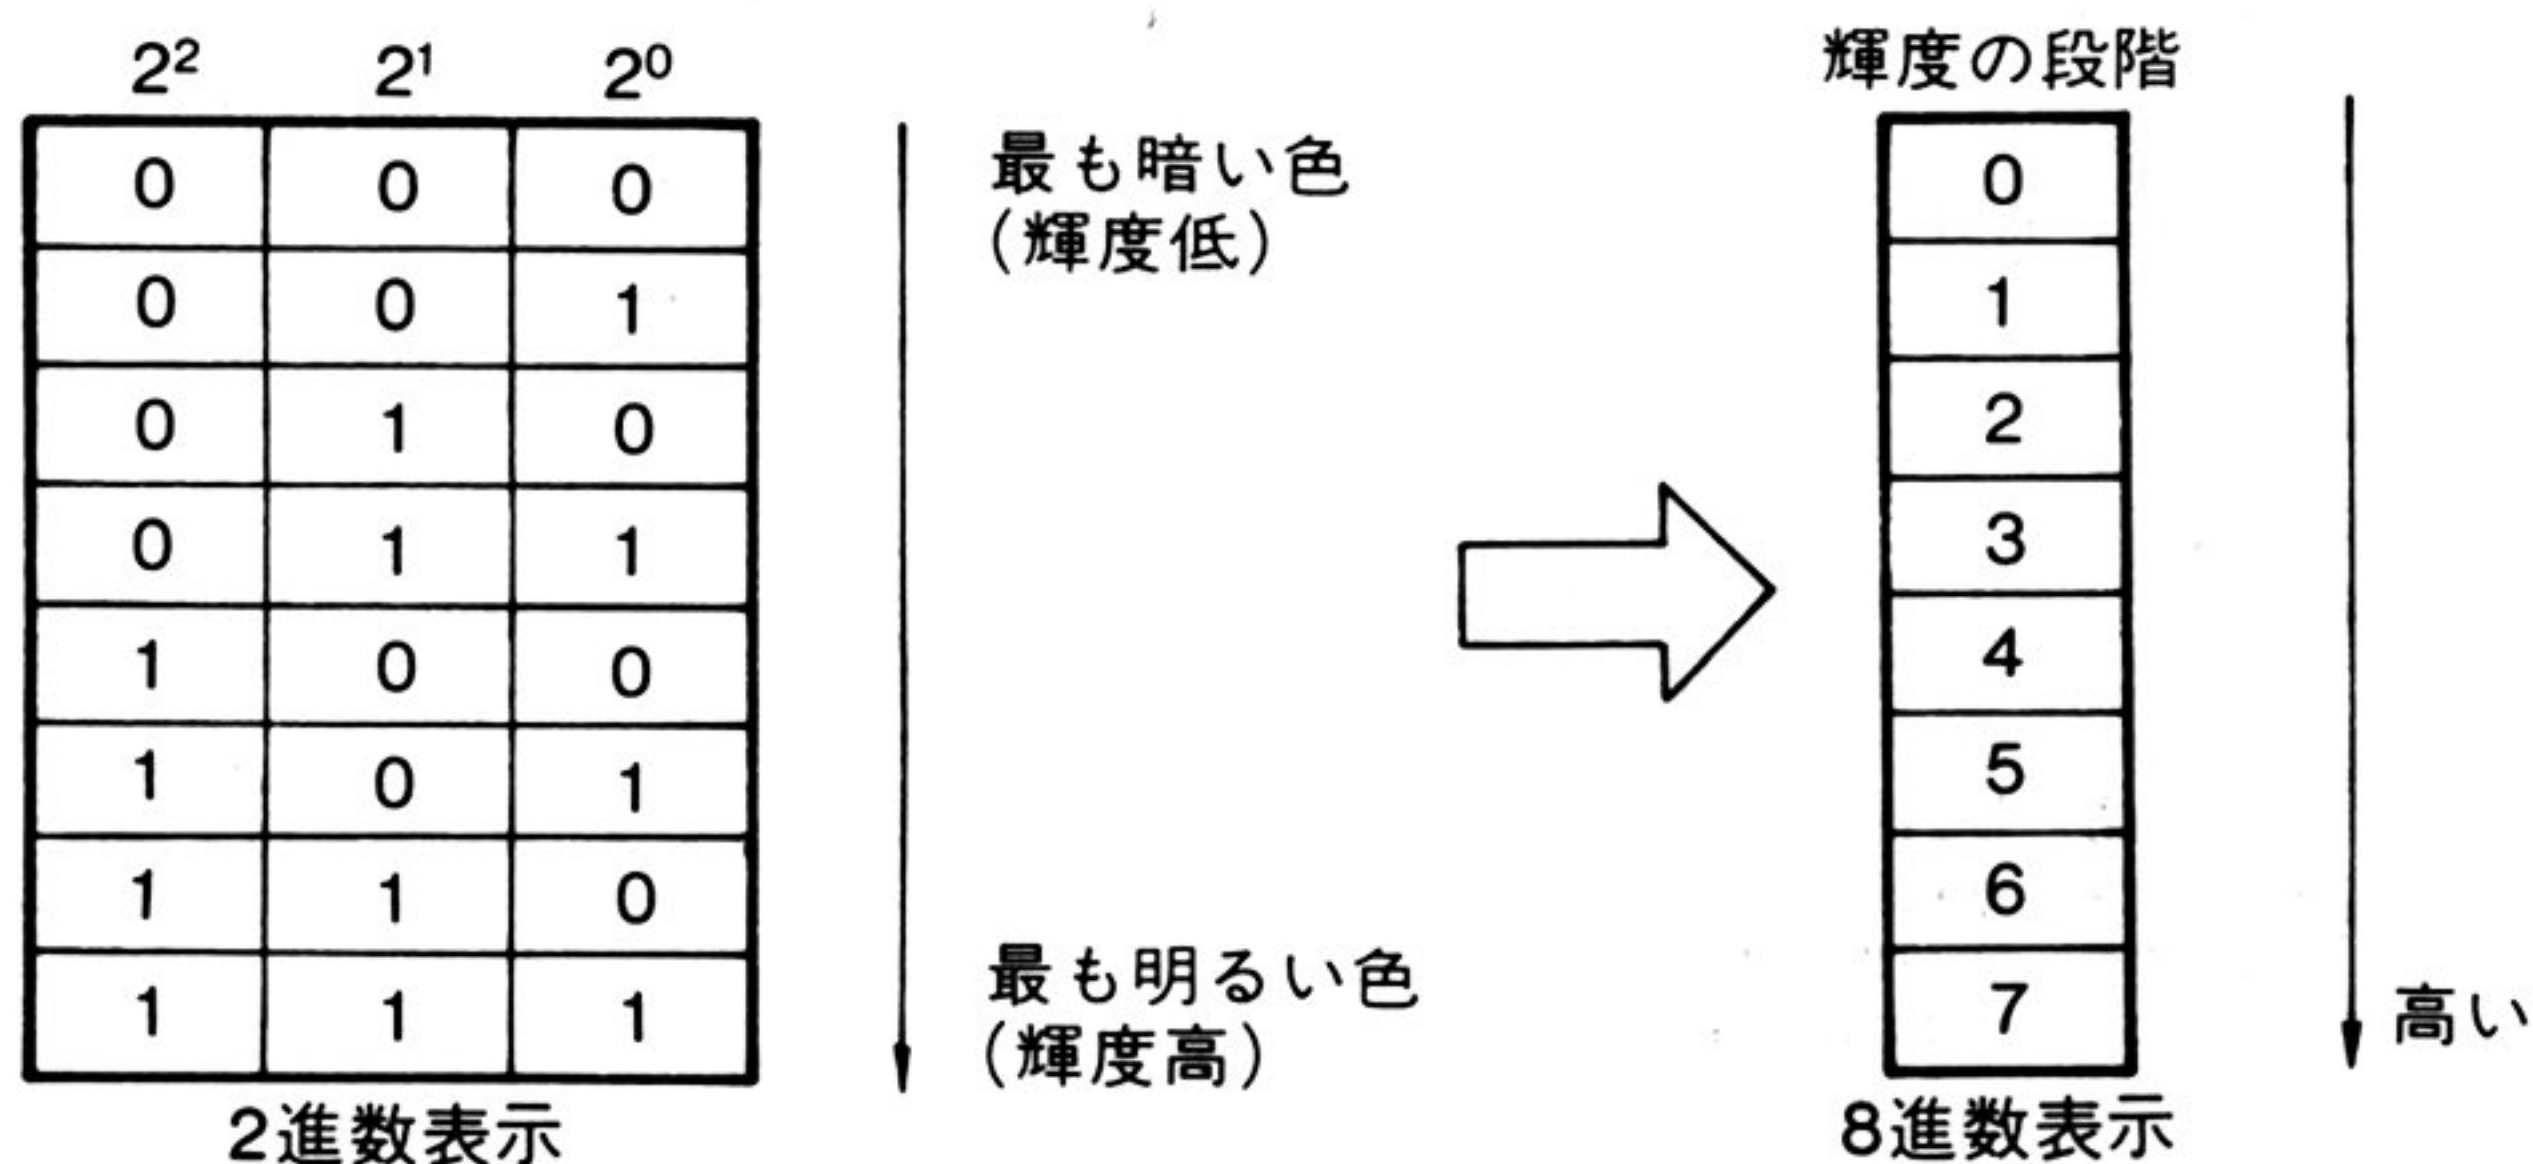 2² 2¹ 2⁰
0 0 0
0 0 1
0 1 0
0 1 1
1 0 0
1 0 1
1 1 0
1 1 1
2進数表示
最も暗い色
(輝度低)
最も明るい色
(輝度高)
輝度の段階
0
1
2
3
4
5
6
7
高い
8進数表示